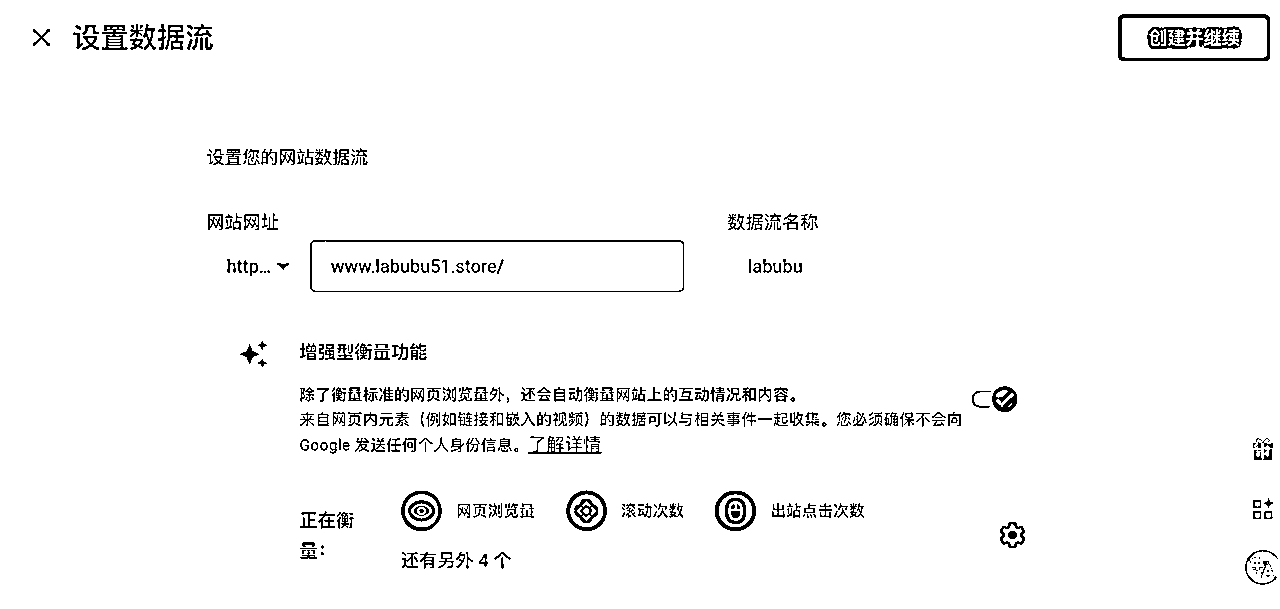 设置数据流
创建并继续
设置您的网站数据流
网站网址
数据流名称
http...
www.labubu51.store/
labubu
增强型衡量功能
除了衡量标准的网页浏览量外，还会自动衡量网站上的互动情况和内容。
来自网页内元素（例如链接和嵌入的视频）的数据可以与相关事件一起收集。您必须确保不会向
Google 发送任何个人身份信息。了解详情
正在衡
量：
网页浏览量
滚动次数
出站点击次数
还有另外 4 个